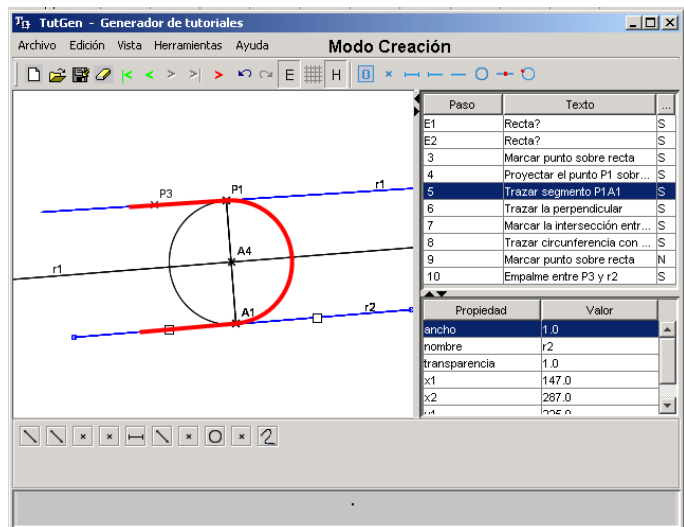 TutGen - Generador de tutoriales
Archivo Edición Vista Herramientas Ayuda Modo Creación
E H
Paso Texto ...
E1 Recta? S
E2 Recta? S
3 Marcar punto sobre recta S
4 Proyectar el punto P1 sobr... S
5 Trazar segmento P1A1 S
6 Trazar la perpendicular S
7 Marcar la intersección entr... S
8 Trazar circunferencia con ... S
9 Marcar punto sobre recta N
10 Empalme entre P3 y r2 S
P3 P1 r1
A4
r1
A1 r2
Propiedad Valor
ancho 1.0
nombre r2
transparencia 1.0
x1 147.0
x2 287.0